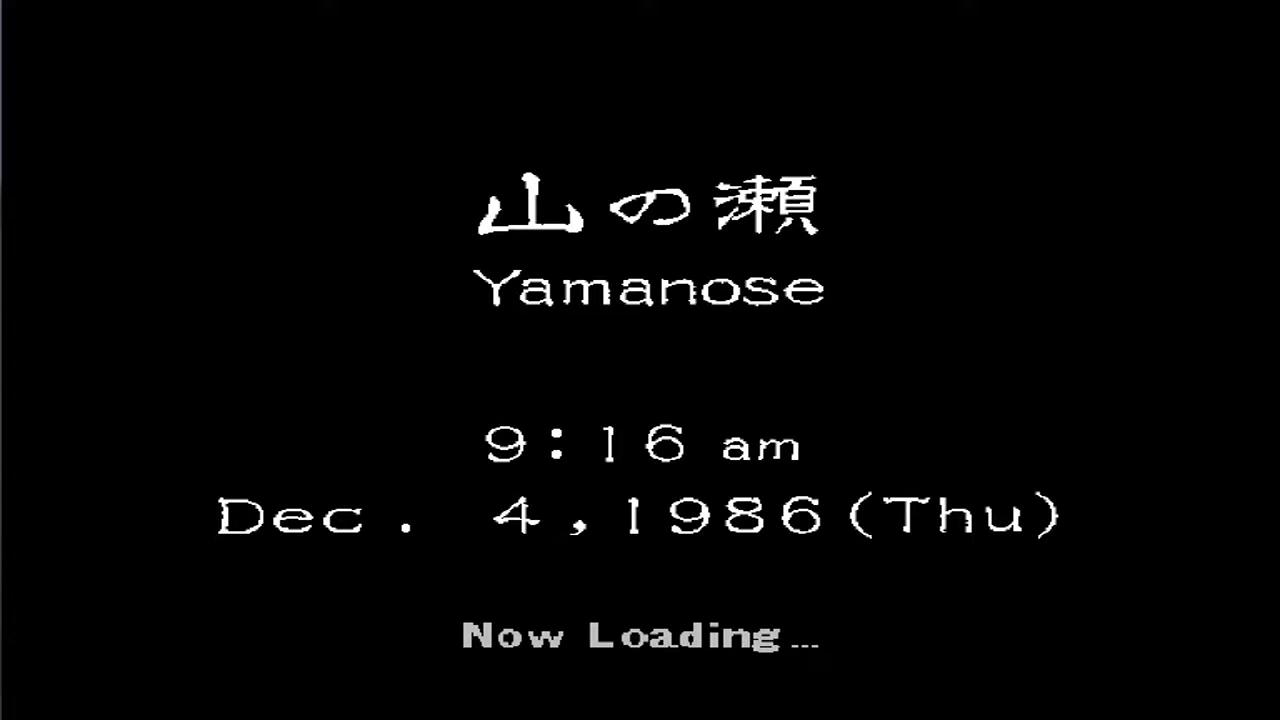 山の瀬
Yamanose
9:16 am
Dec. 4,1986(Thu)
Now Loading...